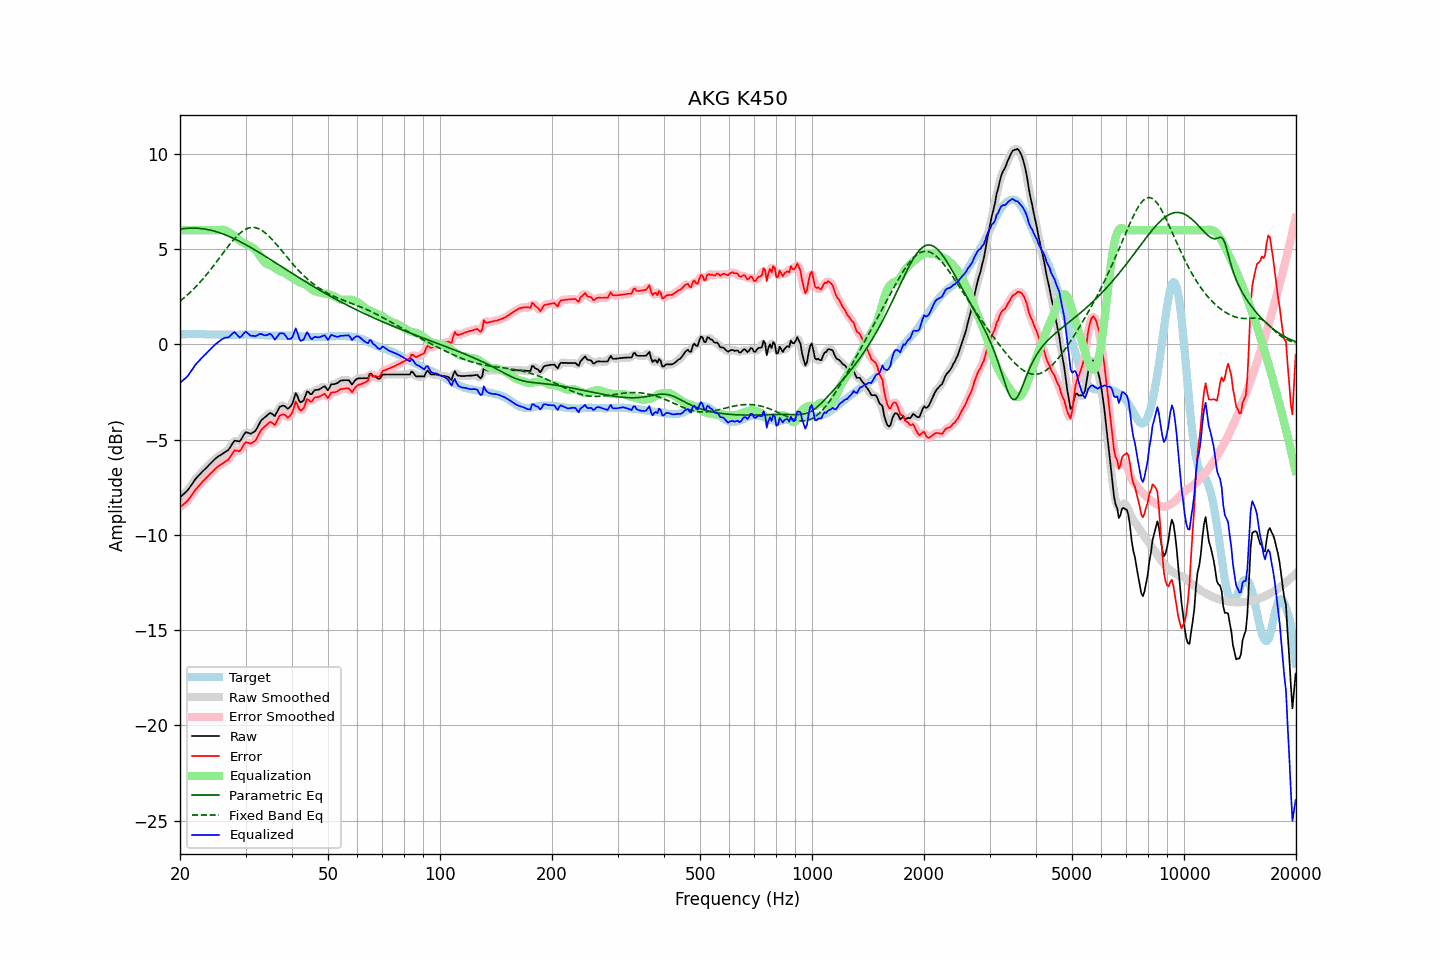 AKG K450
Amplitude (dBr)
10
5
0
−5
−10
−15
−20
−25
Target
Raw Smoothed
Error Smoothed
Raw
Error
Equalization
Parametric Eq
Fixed Band Eq
Equalized
20 50 100 200 500 1000 2000 5000 10000 20000
Frequency (Hz)